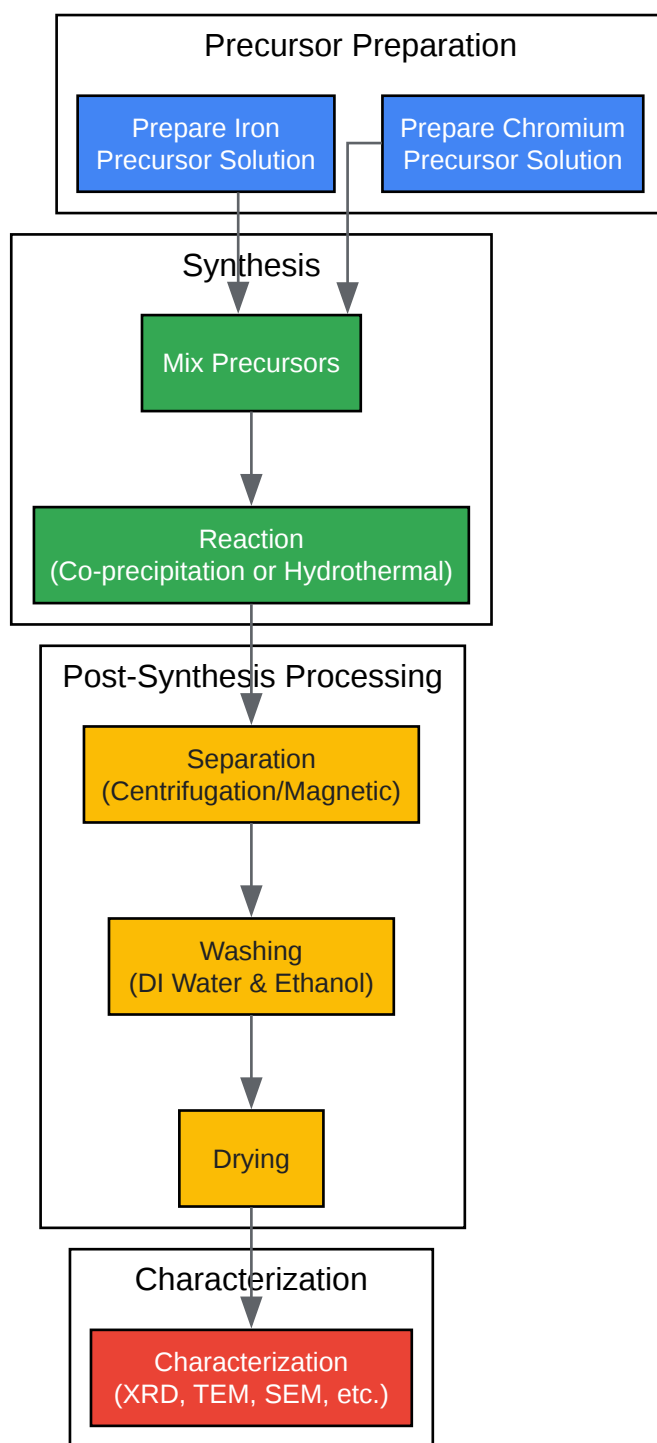 Precursor Preparation
Prepare Iron
Precursor Solution
Prepare Chromium
Precursor Solution
Synthesis
Mix Precursors
Reaction
(Co-precipitation or Hydrothermal)
Post-Synthesis Processing
Separation
(Centrifugation/Magnetic)
Washing
(DI Water & Ethanol)
Drying
Characterization
Characterization
(XRD, TEM, SEM, etc.)